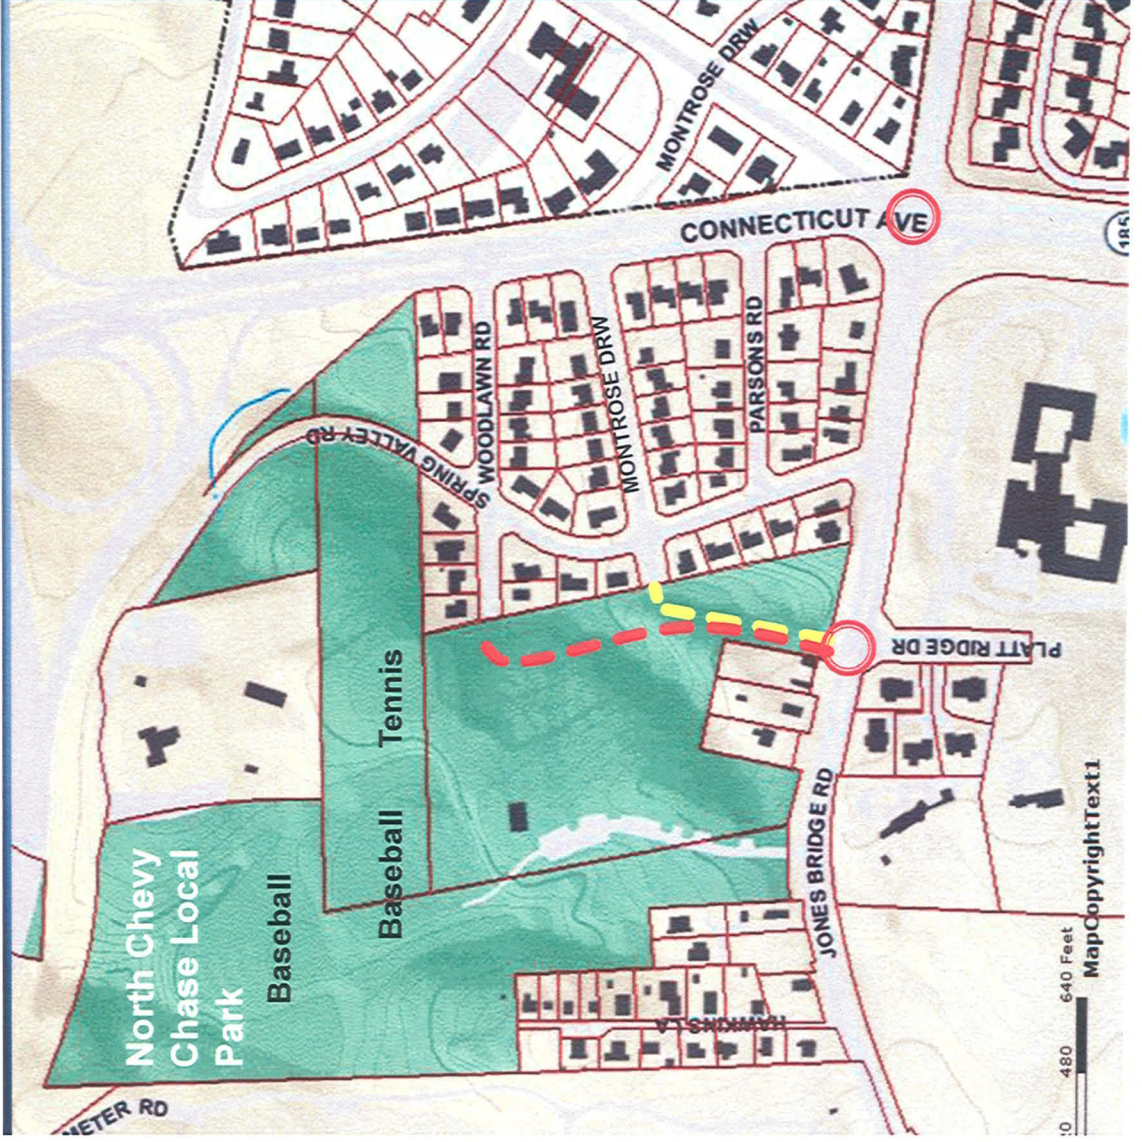 MONTROSE DRW
CONNECTICUT AVE
185
WOODLAWN RD
MONTROSE DRW
PARSONS RD
SPRING VALLEY RD
PLATT RIDGE DR
Tennis
Baseball
Baseball
North Chevy
Chase Local
Park
JONES BRIDGE RD
HAWKINS LA
METER RD
480 640 Feet
MapCopyrightText1